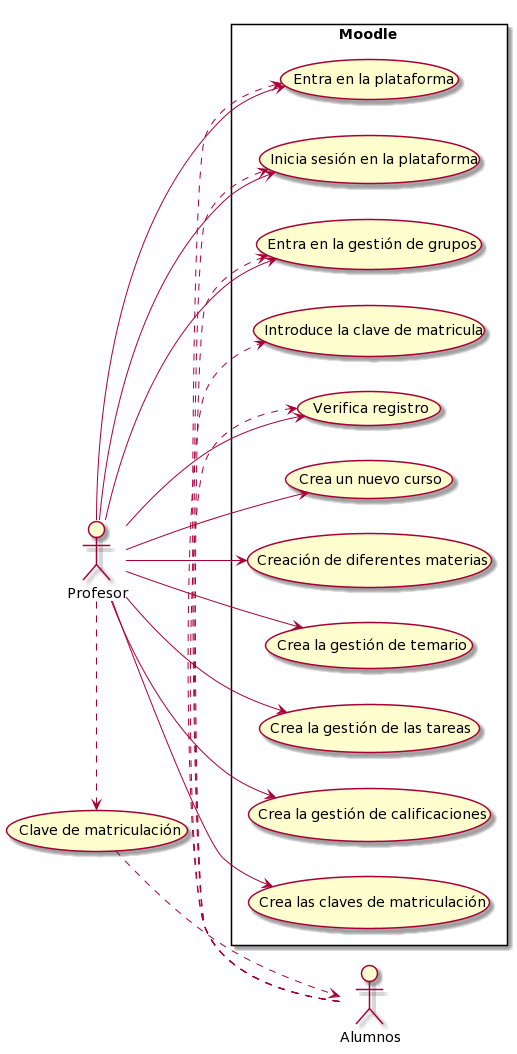 Moodle
Entra en la plataforma
Inicia sesión en la plataforma
Entra en la gestión de grupos
Introduce la clave de matricula
Verifica registro
Crea un nuevo curso
Creación de diferentes materias
Profesor
Crea la gestión de temario
Crea la gestión de las tareas
Crea la gestión de calificaciones
Clave de matriculación
Crea las claves de matriculación
Alumnos